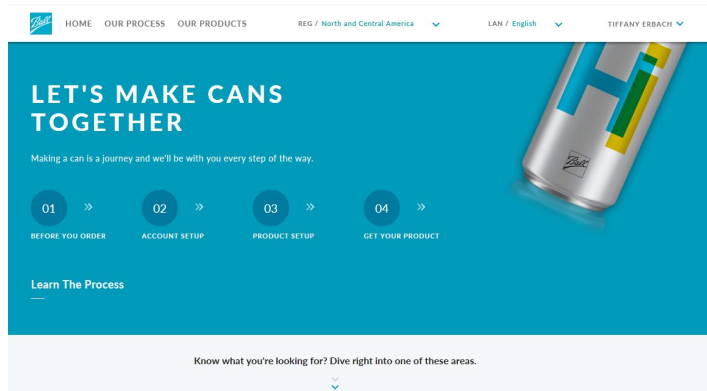 Ball
HOME OUR PROCESS OUR PRODUCTS
REG / North and Central America
LAN / English
TIFFANY ERBACH
LET'S MAKE CANS
TOGETHER
Making a can is a journey and we'll be with you every step of the way.
Hi
Ball
01 02 03 04
BEFORE YOU ORDER ACCOUNT SETUP PRODUCT SETUP GET YOUR PRODUCT
Learn The Process
Know what you're looking for? Dive right into one of these areas.